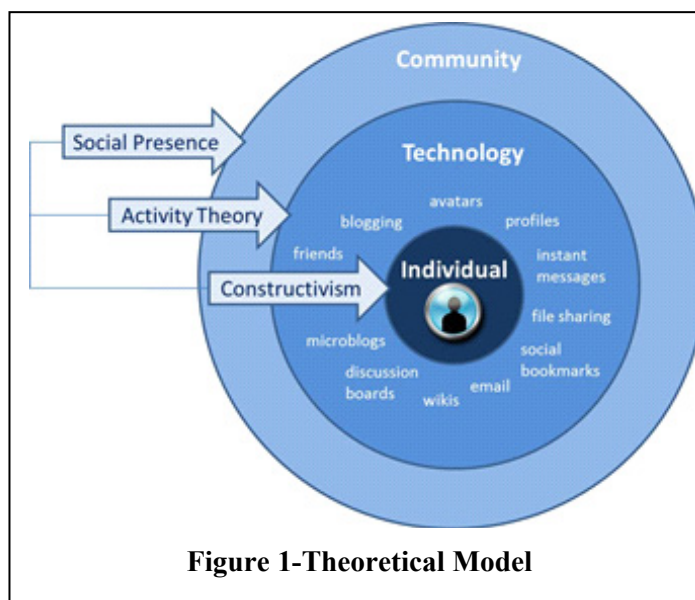 Community
Social Presence
Technology
Activity Theory
avatars
blogging
profiles
friends
Individual
instant
messages
Constructivism
file sharing
microblogs
social
bookmarks
discussion
boards
email
wikis
Figure 1-Theoretical Model